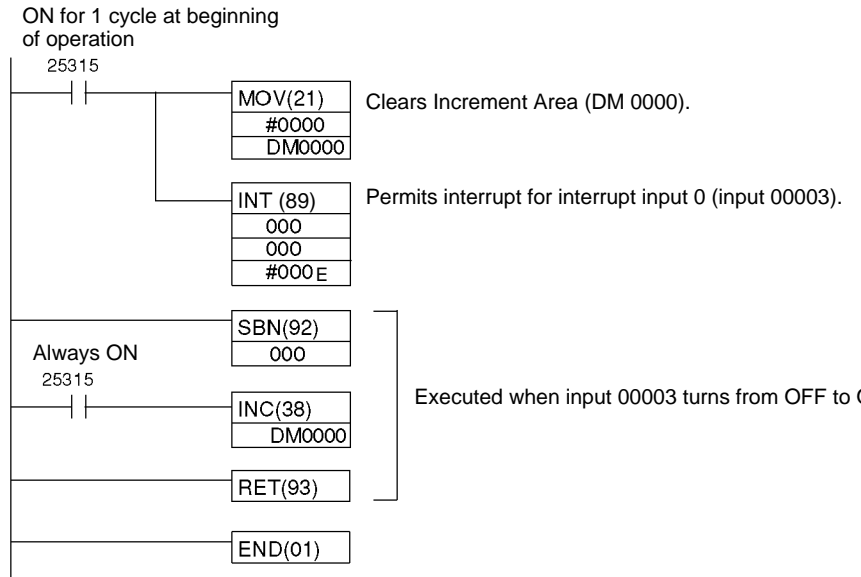 ON for 1 cycle at beginning
of operation
25315
MOV(21)
#0000
DM0000
Clears Increment Area (DM 0000).
INT (89)
000
000
#000E
Permits interrupt for interrupt input 0 (input 00003).
SBN(92)
000
Always ON
25315
INC(38)
DM0000
Executed when input 00003 turns from OFF to
RET(93)
END(01)